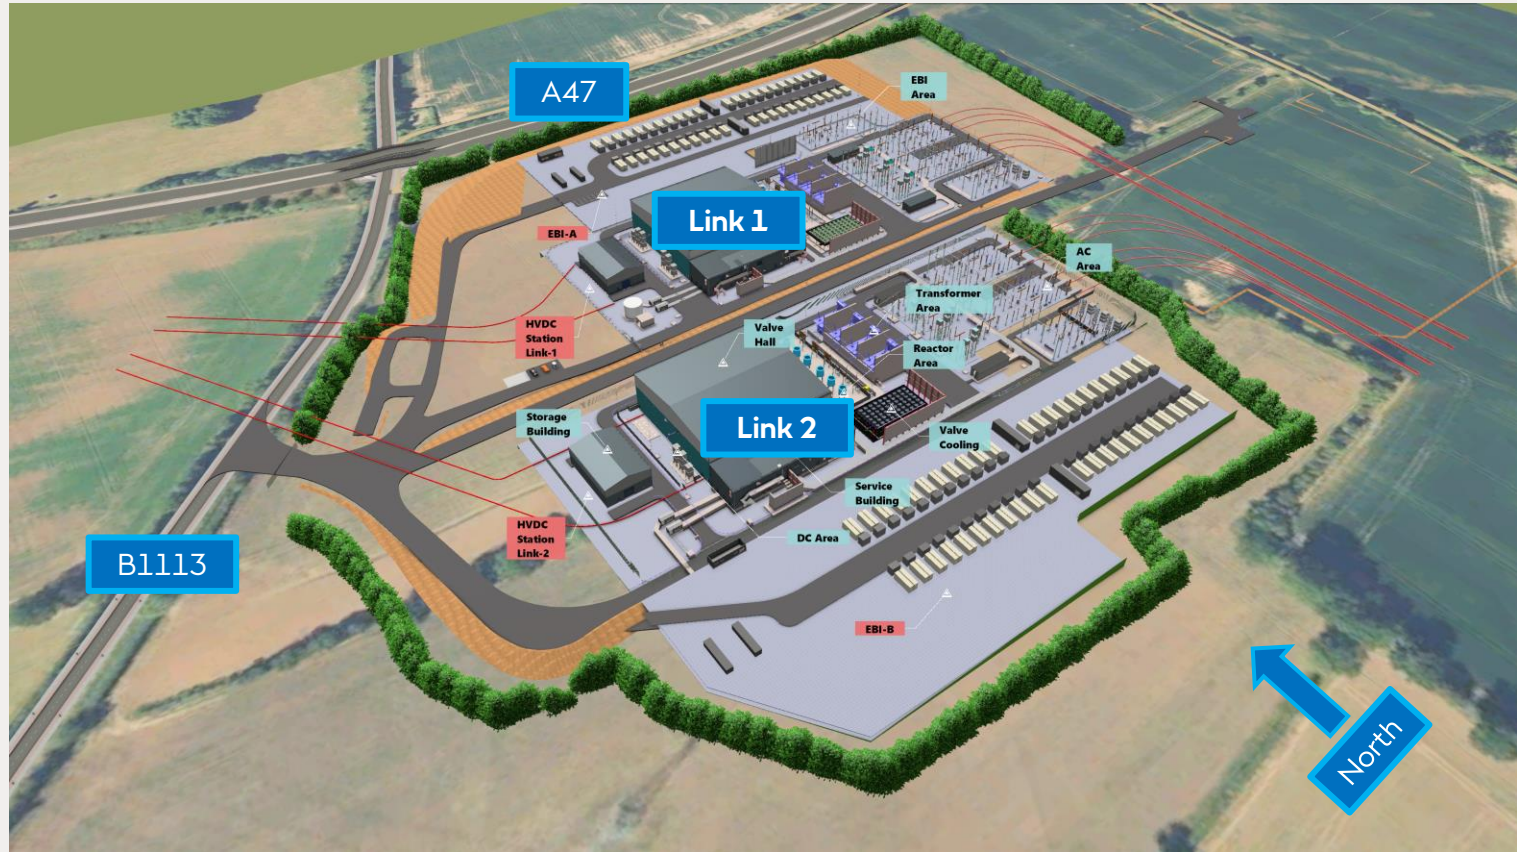 A47
EBI
Area
Link 1
EBI-A
AC
Area
Transformer
Area
HVDC
Station
Link-1
Valve
Hall
Reactor
Area
Storage
Building
Link 2
Valve
Cooling
Service
Building
HVDC
Station
Link-2
DC Area
B1113
EBI-B
North